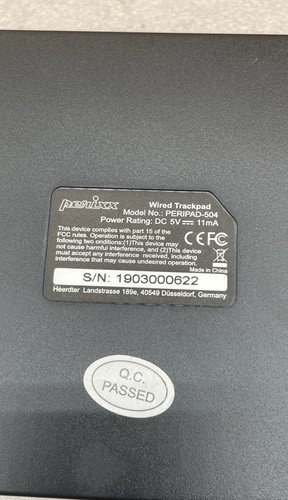 perixx
Wired Trackpad
Model No.: PERIPAD-504
Power Rating: DC 5V⎓ 11mA
This device complies with part 15 of the
FCC rules. Operation is subject to the
following two conditions:(1)This device may
not cause harmful interference, and (2)This device
must accept any interference received, including
interference that may cause undesired operation.
CE FC
Made In China
S/N: 1903000622
Heerdter Landstrasse 189e, 40549 Düsseldorf, Germany
Q.C.
PASSED